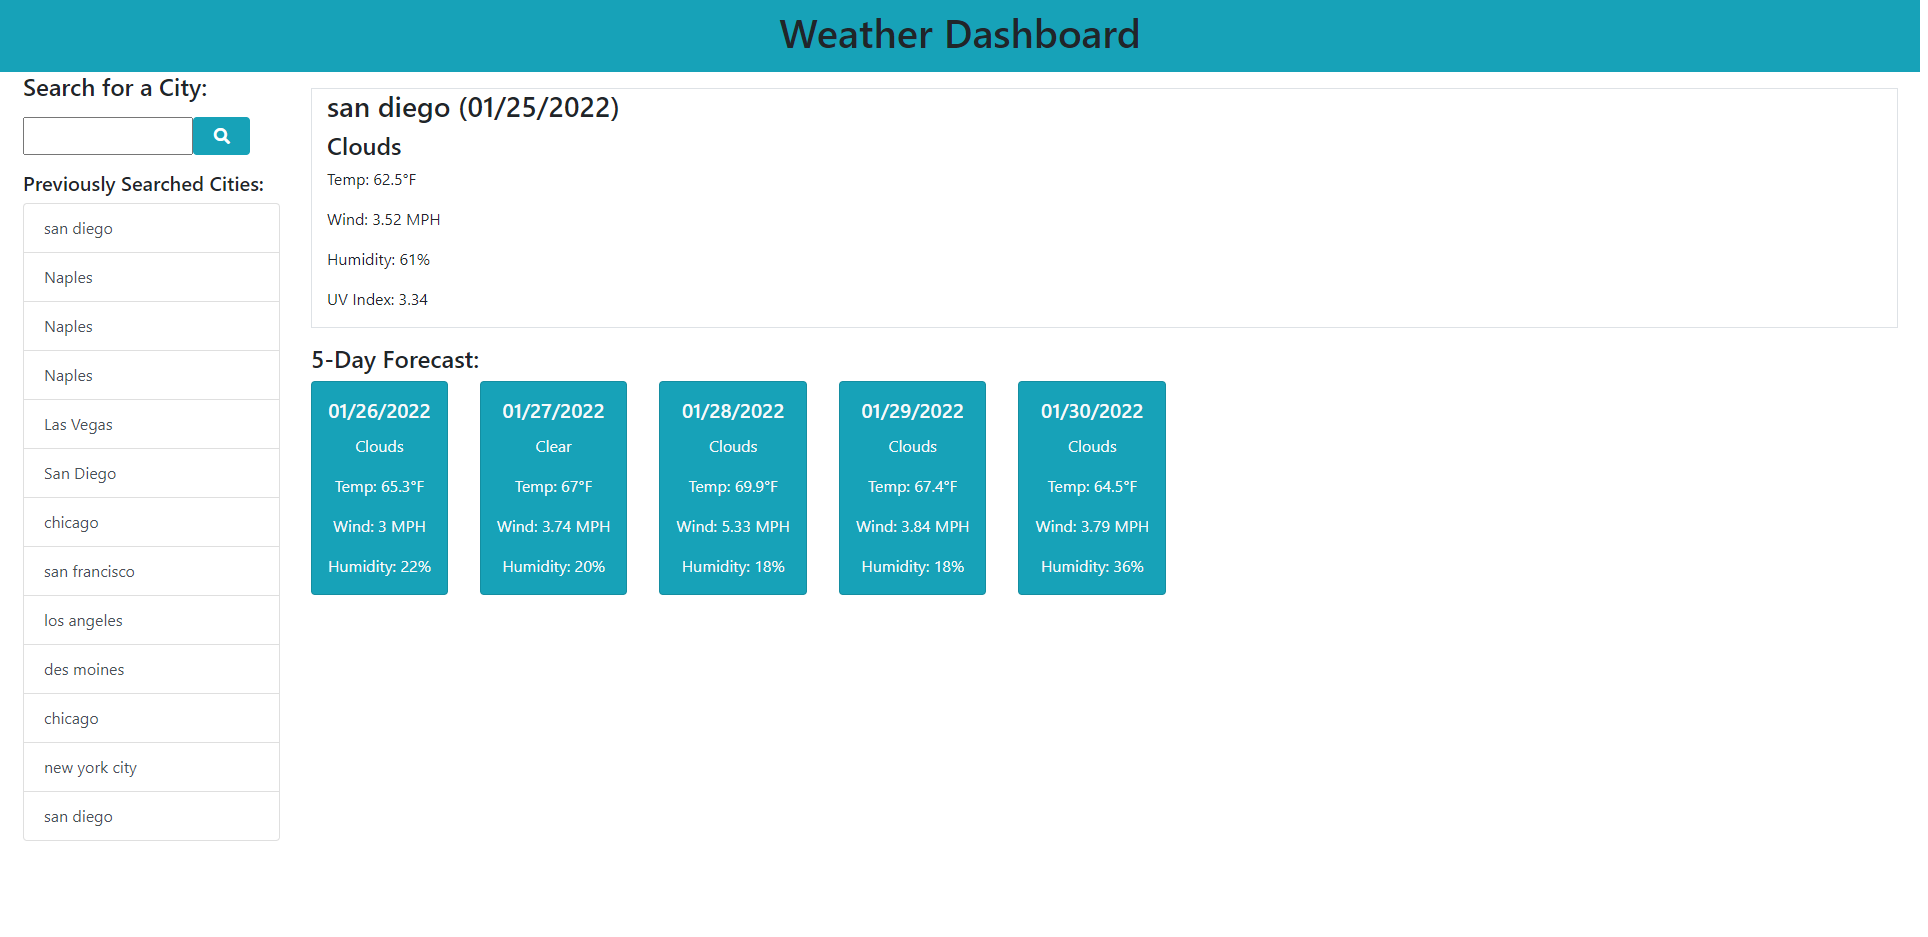 Weather Dashboard
Search for a City:
Previously Searched Cities:
san diego
Naples
Naples
Naples
Las Vegas
San Diego
chicago
san francisco
los angeles
des moines
chicago
new york city
san diego
san diego (01/25/2022)
Clouds
Temp: 62.5°F
Wind: 3.52 MPH
Humidity: 61%
UV Index: 3.34
5-Day Forecast:
01/26/2022
Clouds
Temp: 65.3°F
Wind: 3 MPH
Humidity: 22%
01/27/2022
Clear
Temp: 67°F
Wind: 3.74 MPH
Humidity: 20%
01/28/2022
Clouds
Temp: 69.9°F
Wind: 5.33 MPH
Humidity: 18%
01/29/2022
Clouds
Temp: 67.4°F
Wind: 3.84 MPH
Humidity: 18%
01/30/2022
Clouds
Temp: 64.5°F
Wind: 3.79 MPH
Humidity: 36%